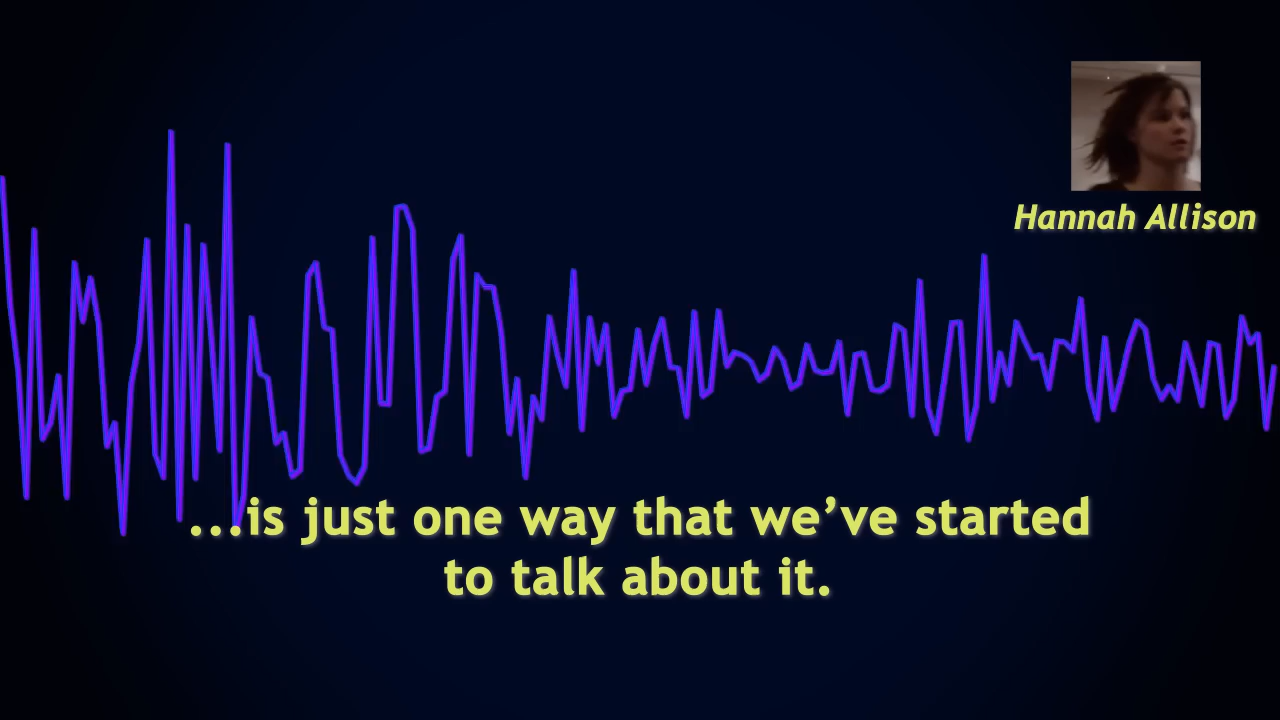 Hannah Allison
...is just one way that we’ve started
to talk about it.